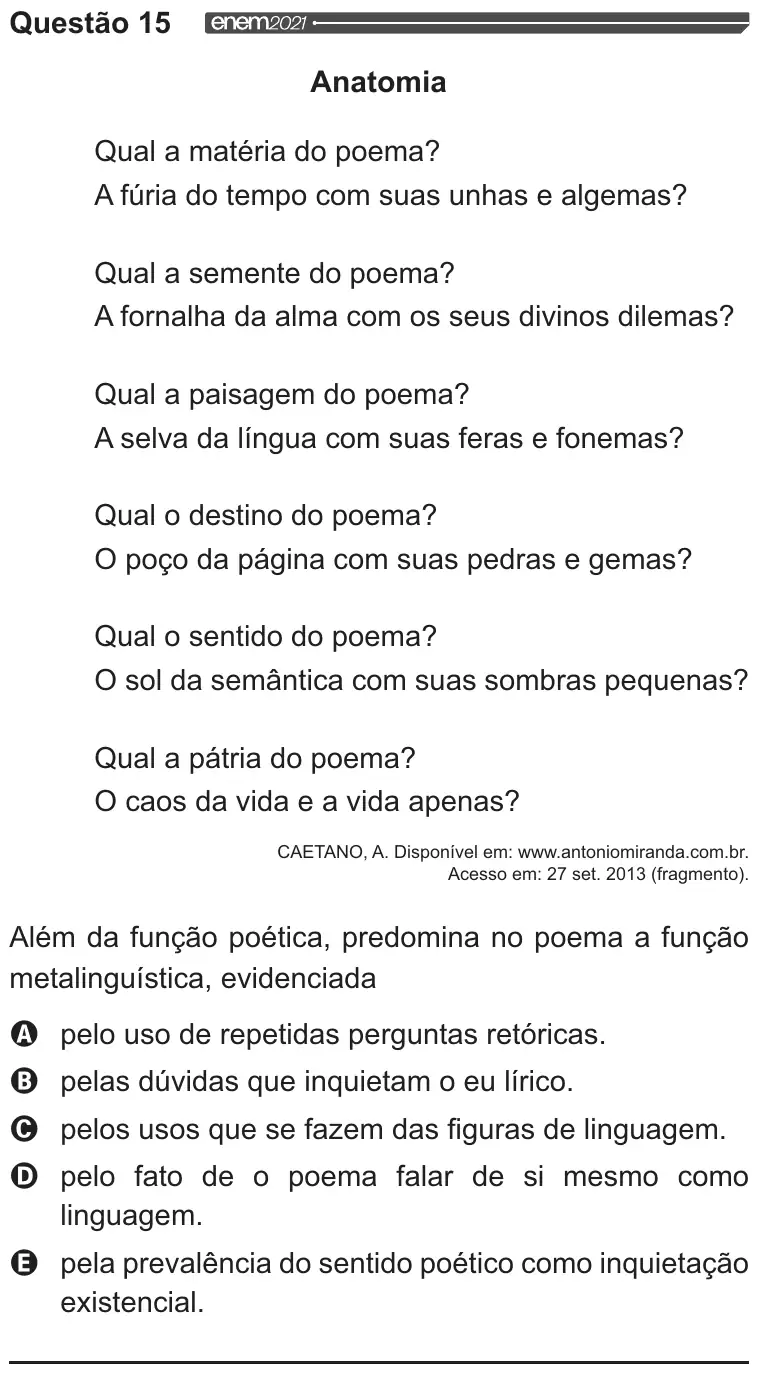 Questão 15 enem2021
Anatomia
Qual a matéria do poema?
A fúria do tempo com suas unhas e algemas?
Qual a semente do poema?
A fornalha da alma com os seus divinos dilemas?
Qual a paisagem do poema?
A selva da língua com suas feras e fonemas?
Qual o destino do poema?
O poço da página com suas pedras e gemas?
Qual o sentido do poema?
O sol da semântica com suas sombras pequenas?
Qual a pátria do poema?
O caos da vida e a vida apenas?
CAETANO, A. Disponível em: www.antoniomiranda.com.br.
Acesso em: 27 set. 2013 (fragmento).
Além da função poética, predomina no poema a função
metalinguística, evidenciada
A pelo uso de repetidas perguntas retóricas.
B pelas dúvidas que inquietam o eu lírico.
C pelos usos que se fazem das figuras de linguagem.
D pelo fato de o poema falar de si mesmo como
linguagem.
E pela prevalência do sentido poético como inquietação
existencial.